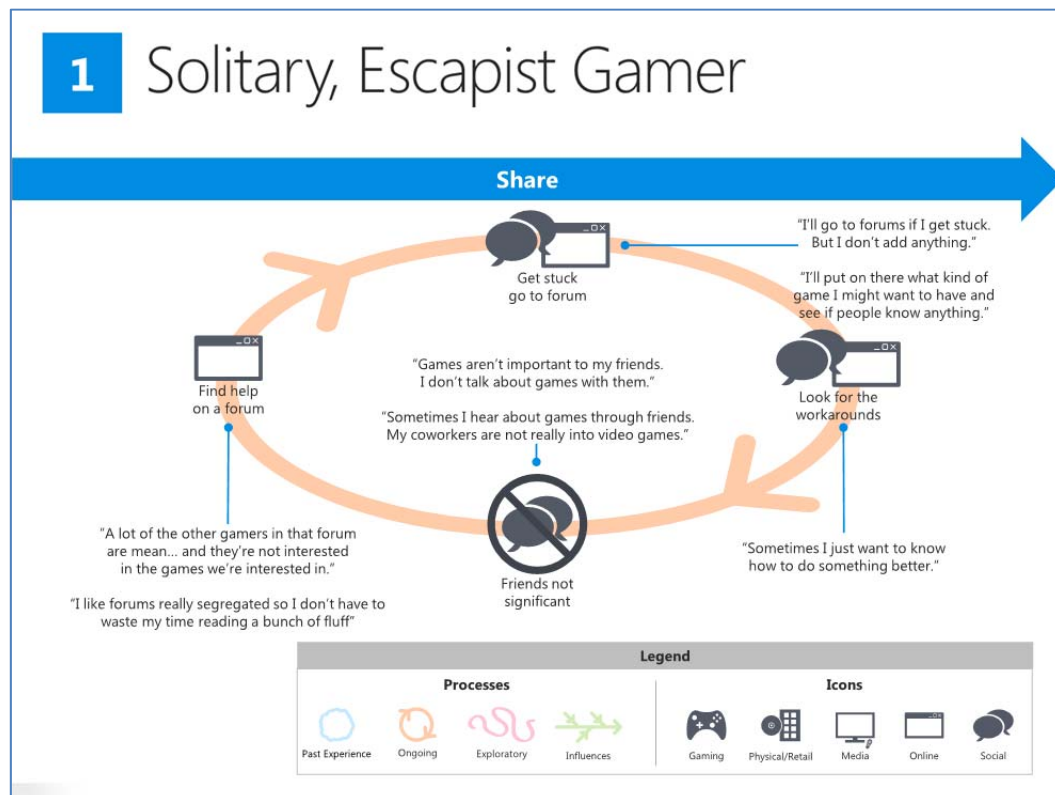 1 Solitary, Escapist Gamer
Share
Get stuck
go to forum
“I’ll go to forums if I get stuck.
But I don’t add anything.”
“I’ll put on there what kind of
game I might want to have and
see if people know anything.”
Look for the
workarounds
Find help
on a forum
“Games aren’t important to my friends.
I don’t talk about games with them.”
“Sometimes I hear about games through friends.
My coworkers are not really into video games.”
Friends not
significant
“Sometimes I just want to know
how to do something better.”
“A lot of the other gamers in that forum
are mean... and they’re not interested
in the games we’re interested in.”
“I like forums really segregated so I don’t have to
waste my time reading a bunch of fluff”
Legend
Processes
Past Experience
Ongoing
Exploratory
Influences
Icons
Gaming
Physical/Retail
Media
Online
Social